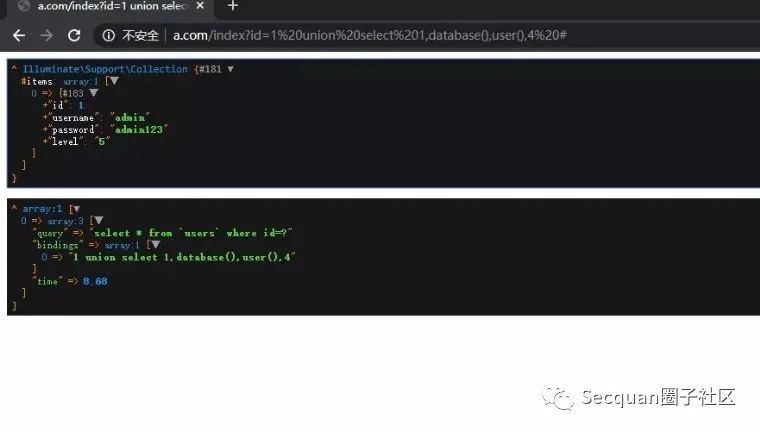 a.com/index?id=1 union selec
不安全 | a.com/index?id=1%20union%20select%201,database(),user(),4%20#
^ Illuminate\Support\Collection {#181 ▼
#items: array:1 [▼
0 => {#183 ▼
+"id": 1
+"username": "admin"
+"password": "admin123"
+"level": "5"
}
]
}
^ array:1 [▼
0 => array:3 [▼
"query" => "select * from `users` where id=?"
"bindings" => array:1 [▼
0 => "1 union select 1,database(),user(),4"
]
"time" => 8.68
]
]
Secquan圈子社区